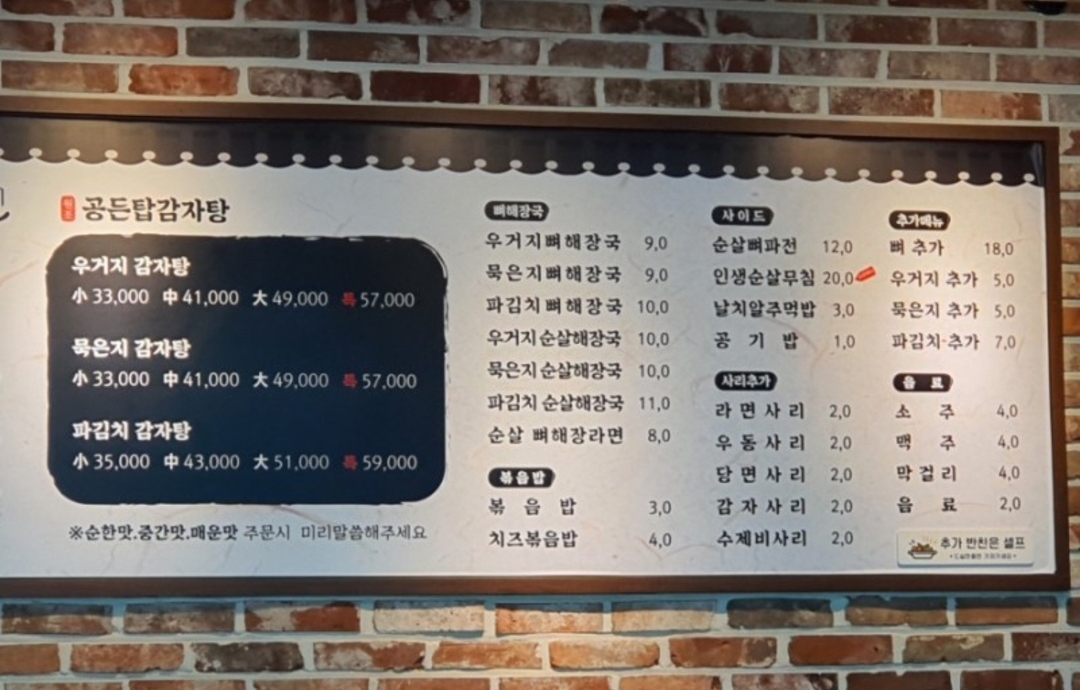 원조 공든탑감자탕
우거지 감자탕
小 33,000 中 41,000 大 49,000 특 57,000
묵은지 감자탕
小 33,000 中 41,000 大 49,000 특 57,000
파김치 감자탕
小 35,000 中 43,000 大 51,000 특 59,000
※순한맛.중간맛.매운맛 주문시 미리말씀해주세요
뼈해장국
우거지뼈해장국 9,0
묵은지뼈해장국 9,0
파김치뼈해장국 10,0
우거지순살해장국 10,0
묵은지순살해장국 10,0
파김치순살해장국 11,0
순살 뼈해장라면 8,0
볶음밥
볶음밥 3,0
치즈볶음밥 4,0
사이드
순살뼈파전 12,0
인생순살무침 20,0
날치알주먹밥 3,0
공기밥 1,0
사리추가
라면사리 2,0
우동사리 2,0
당면사리 2,0
감자사리 2,0
수제비사리 2,0
추가메뉴
뼈 추가 18,0
우거지 추가 5,0
묵은지 추가 5,0
파김치 추가 7,0
음료
소주 4,0
맥주 4,0
막걸리 4,0
음료 2,0
추가 반찬은 셀프